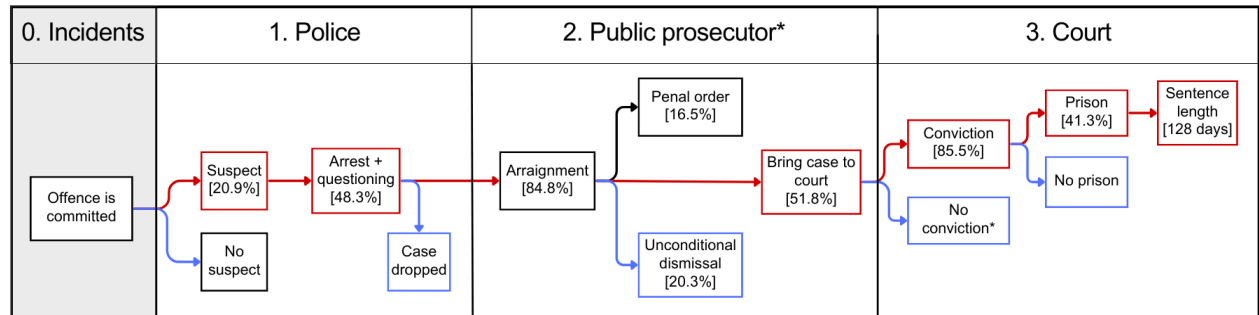 0. Incidents
1. Police
2. Public prosecutor*
3. Court
Offence is
committed
Suspect
[20.9%]
No
suspect
Arrest +
questioning
[48.3%]
Case
dropped
Arraignment
[84.8%]
Penal order
[16.5%]
Unconditional
dismissal
[20.3%]
Bring case to
court
[51.8%]
Conviction
[85.5%]
No
conviction*
Prison
[41.3%]
No prison
Sentence
length
[128 days]